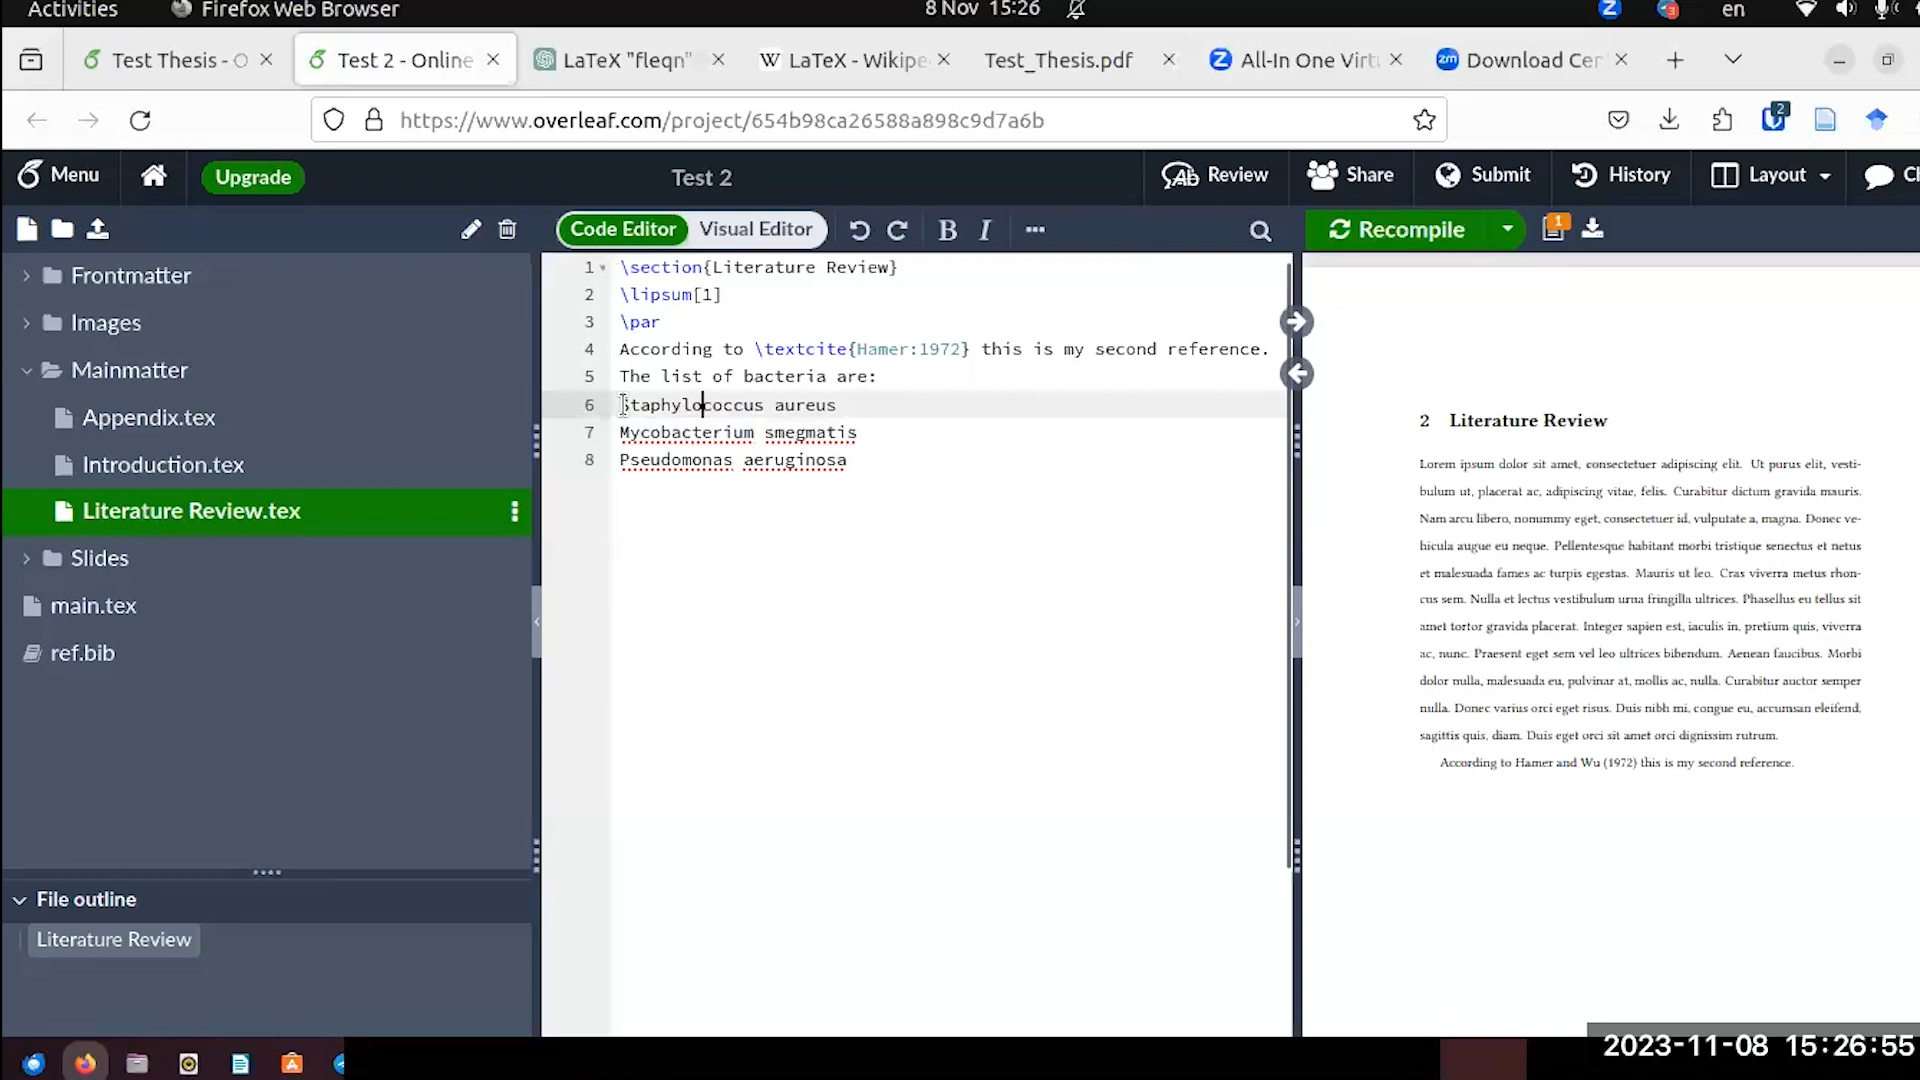 Activities Firefox Web Browser 8 Nov 15:26 en
Test Thesis - O Test 2 - Online LaTeX "fleqn" LaTeX - Wikipe Test_Thesis.pdf All-In One Virtu Download Cen
https://www.overleaf.com/project/654b98ca26588a898c9d7a6b 2
Menu Upgrade Test 2 Review Share Submit History Layout Ch
Code Editor Visual Editor B I Recompile 1
Frontmatter
Images
Mainmatter
Appendix.tex
Introduction.tex
Literature Review.tex
Slides
main.tex
ref.bib
File outline
Literature Review
1 \section{Literature Review}
2 \lipsum[1]
3 \par
4 According to \textcite{Hamer:1972} this is my second reference.
5 The list of bacteria are:
6 Staphylococcus aureus
7 Mycobacterium smegmatis
8 Pseudomonas aeruginosa
2 Literature Review
Lorem ipsum dolor sit amet, consectetuer adipiscing elit. Ut purus elit, vesti-
bulum ut, placerat ac, adipiscing vitae, felis. Curabitur dictum gravida mauris.
Nam arcu libero, nonummy eget, consectetuer id, vulputate a, magna. Donec ve-
hicula augue eu neque. Pellentesque habitant morbi tristique senectus et netus
et malesuada fames ac turpis egestas. Mauris ut leo. Cras viverra metus rhon-
cus sem. Nulla et lectus vestibulum urna fringilla ultrices. Phasellus eu tellus sit
amet tortor gravida placerat. Integer sapien est, iaculis in, pretium quis, viverra
ac, nunc. Praesent eget sem vel leo ultrices bibendum. Aenean faucibus. Morbi
dolor nulla, malesuada eu, pulvinar at, mollis ac, nulla. Curabitur auctor semper
nulla. Donec varius orci eget risus. Duis nibh mi, congue eu, accumsan eleifend,
sagittis quis, diam. Duis eget orci sit amet orci dignissim rutrum.
According to Hamer and Wu (1972) this is my second reference.
2023-11-08 15:26:55